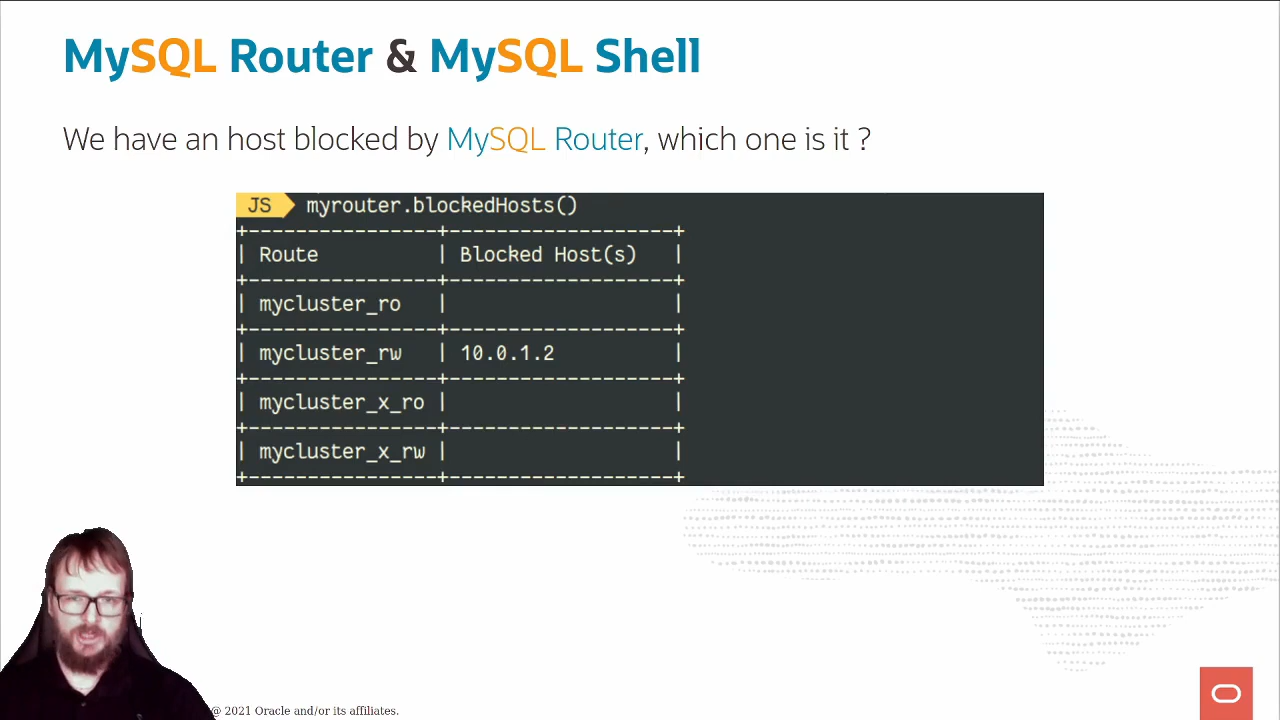 MySQL Router & MySQL Shell
We have an host blocked by MySQL Router, which one is it ?
JS myrouter.blockedHosts()
+----------------+-------------------+
| Route | Blocked Host(s) |
+----------------+-------------------+
| mycluster_ro | |
+----------------+-------------------+
| mycluster_rw | 10.0.1.2 |
+----------------+-------------------+
| mycluster_x_ro | |
+----------------+-------------------+
| mycluster_x_rw | |
+----------------+-------------------+
@ 2021 Oracle and/or its affiliates.